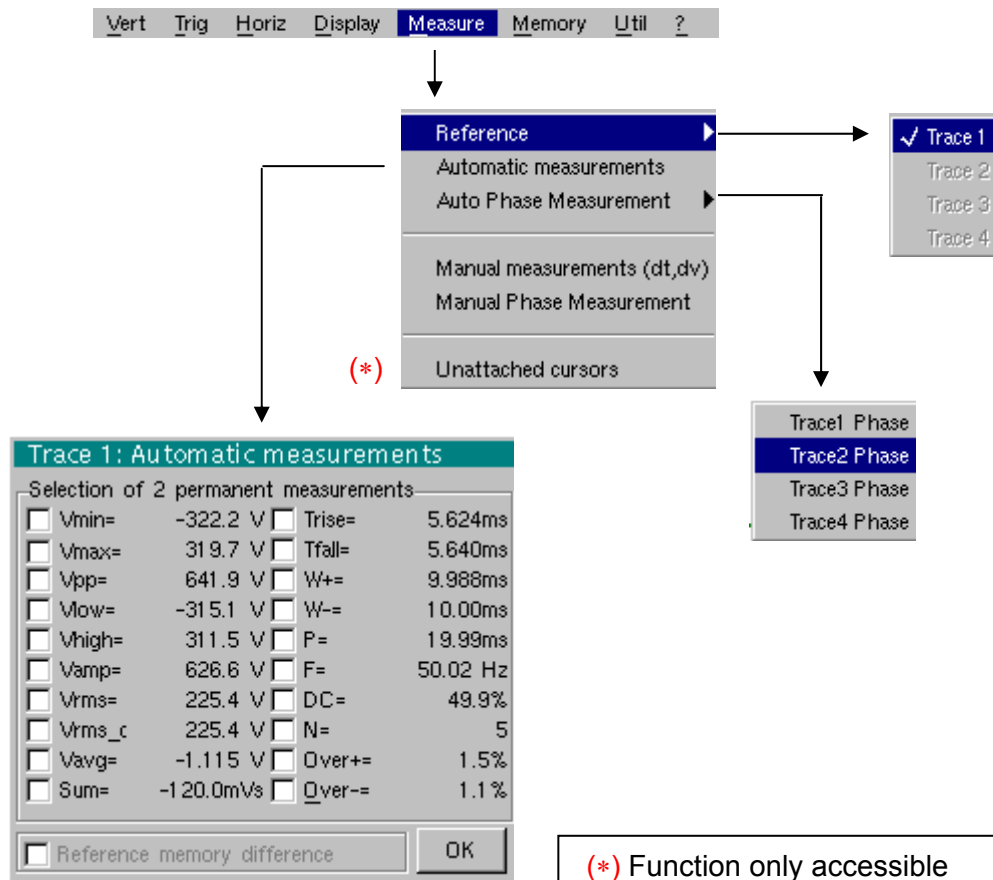 Vert Trig Horiz Display Measure Memory Util ?
Reference
Automatic measurements
Auto Phase Measurement
Manual measurements (dt,dv)
Manual Phase Measurement
(*) Unattached cursors
✓ Trace 1
Trace 2
Trace 3
Trace 4
Trace1 Phase
Trace2 Phase
Trace3 Phase
Trace4 Phase
Trace 1: Automatic measurements
Selection of 2 permanent measurements
Vmin= -322.2 V Trise= 5.624ms
Vmax= 319.7 V Tfall= 5.640ms
Vpp= 641.9 V W+= 9.988ms
Vlow= -315.1 V W-= 10.00ms
Vhigh= 311.5 V P= 19.99ms
Vamp= 626.6 V F= 50.02 Hz
Vrms= 225.4 V DC= 49.9%
Vrms_c 225.4 V N= 5
Vavg= -1.115 V Over+= 1.5%
Sum= -120.0mVs Over-= 1.1%
Reference memory difference OK
(*) Function only accessible